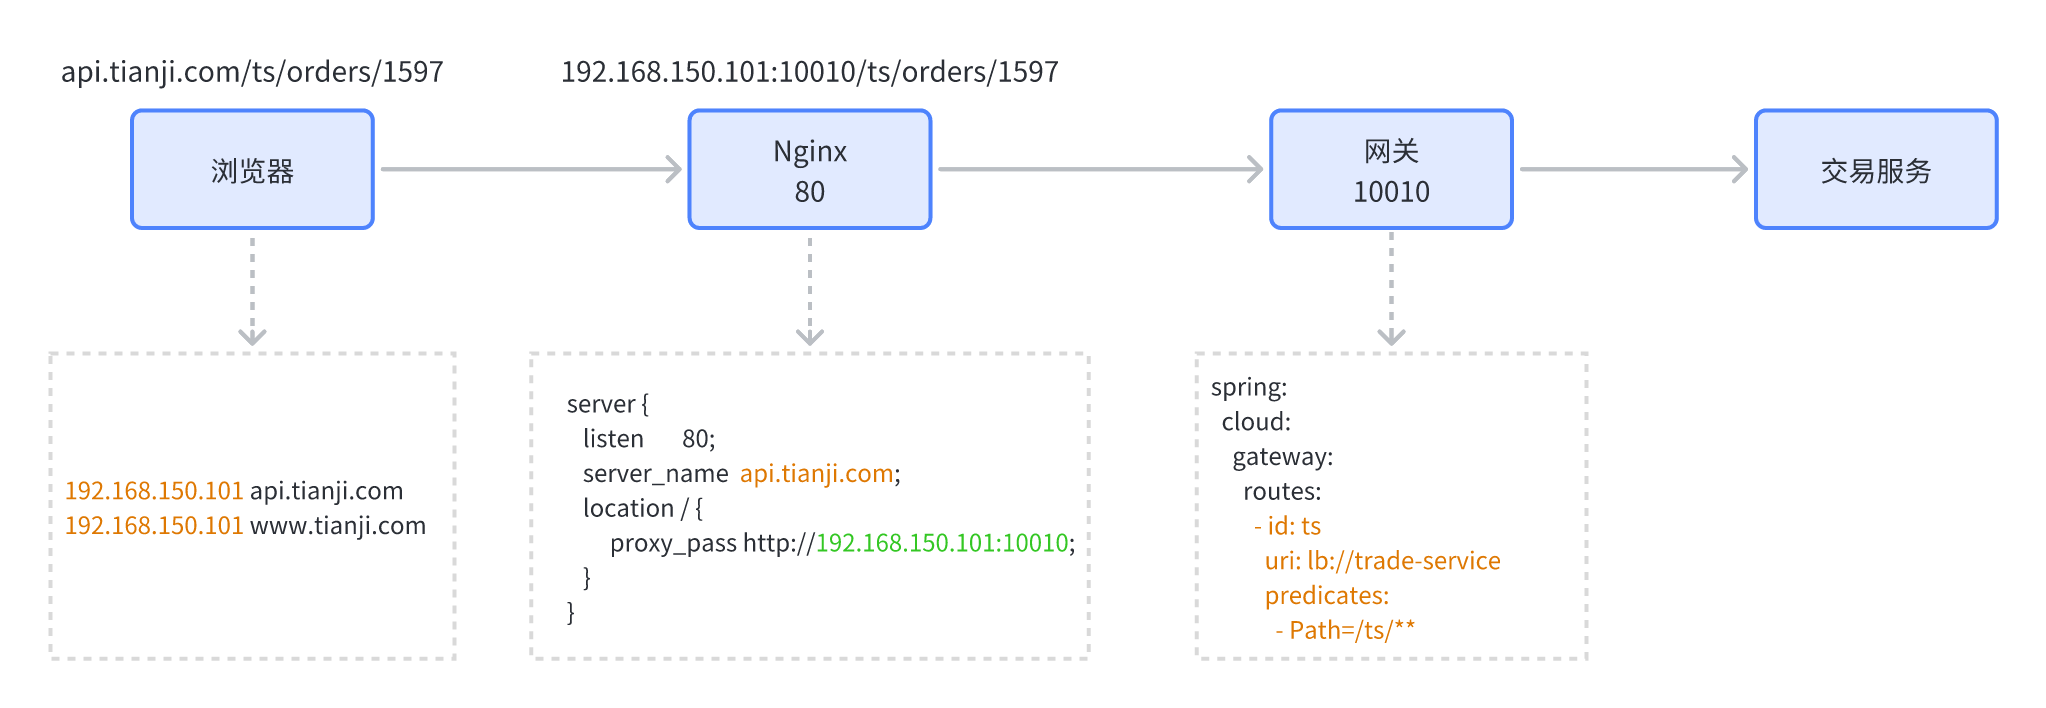 api.tianji.com/ts/orders/1597
192.168.150.101:10010/ts/orders/1597
浏览器
Nginx
80
网关
10010
交易服务
192.168.150.101 api.tianji.com
192.168.150.101 www.tianji.com
server {
listen 80;
server_name api.tianji.com;
location / {
proxy_pass http://192.168.150.101:10010;
}
}
spring:
cloud:
gateway:
routes:
- id: ts
uri: lb://trade-service
predicates:
- Path=/ts/**